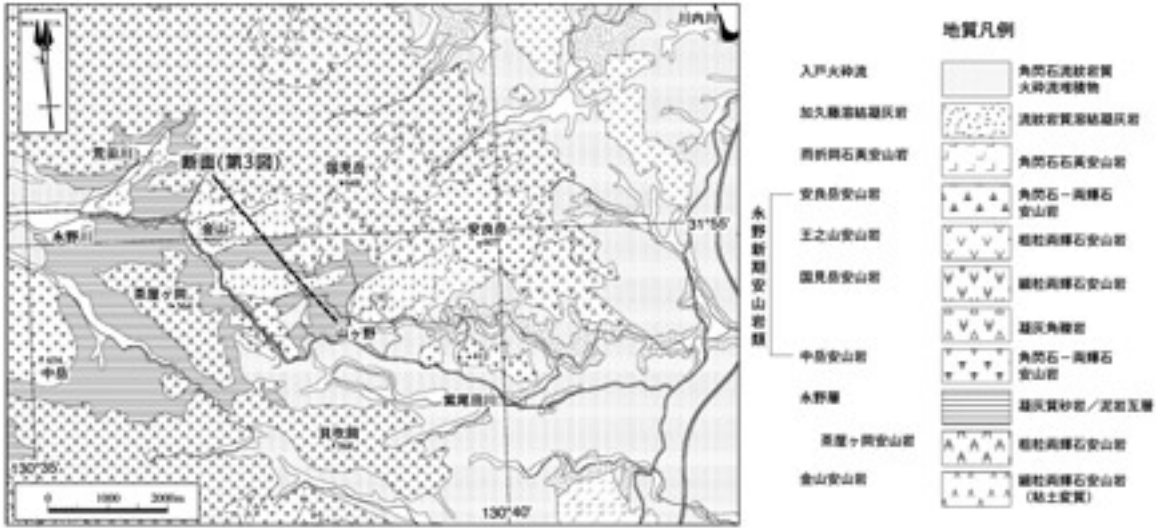 川内川
荒田川
断面(第3図)
国見岳
永野川
金山
安良岳
31°55'
茶屋ヶ岡
山ヶ野
中岳
紫尾田川
130°35'
130°40'
0 1000 2000m
地質凡例
入戸火砕流
角閃石流紋岩質
火砕流堆積物
加久藤溶結凝灰岩
流紋岩質溶結凝灰岩
角閃石石英安山岩
永野新期安山岩類
安良岳安山岩
角閃石－両輝石
安山岩
王之山安山岩
粗粒両輝石安山岩
国見岳安山岩
細粒両輝石安山岩
凝灰角礫岩
中岳安山岩
角閃石－両輝石
安山岩
永野層
凝灰質砂岩／泥岩互層
茶屋ヶ岡安山岩
粗粒両輝石安山岩
金山安山岩
細粒両輝石安山岩
（粘土変質）